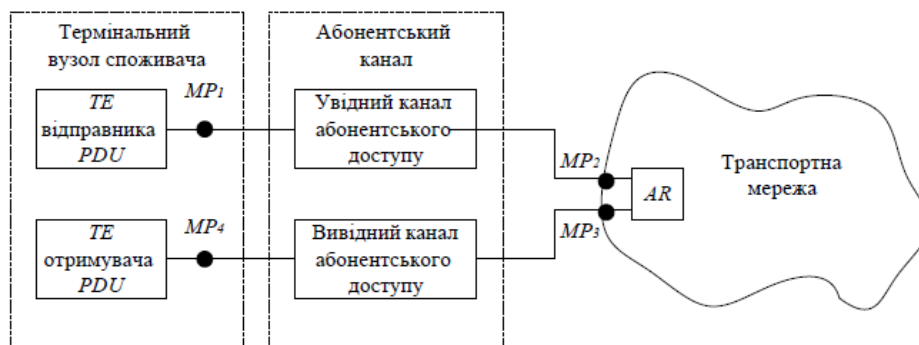 Термінальний
вузол споживача
Абонентський
канал
MP1
TE
відправника
PDU
Увідний канал
абонентського
доступу
MP2
AR
Транспортна
мережа
MP3
MP4
TE
отримувача
PDU
Вивідний канал
абонентського
доступу